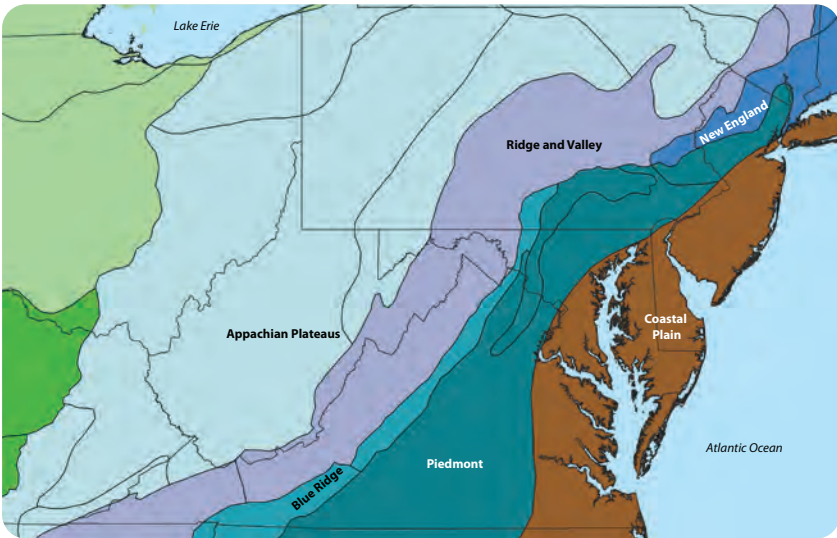 Lake Erie
New England
Ridge and Valley
Appachian Plateaus
Coastal
Plain
Atlantic Ocean
Piedmont
Blue Ridge